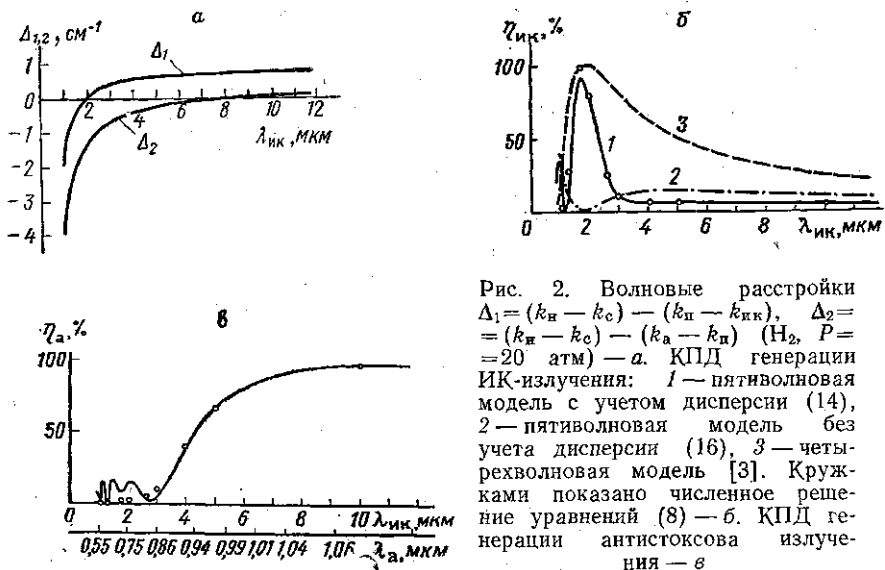 а
Δ₁,₂, см⁻¹
Δ₁
1
0
2 4 6 8 10 12
-1
Δ₂
λик, мкм
-2
-3
-4
б
ηик, %
100
3
50
1
2
0 2 4 6 8 λик, мкм
в
ηа, %
100
50
0 2 4 6 8 10 λик, мкм
0,55 0,75 0,86 0,94 0,99 1,01 1,04 1,06 λа, мкм
Рис. 2. Волновые расстройки
Δ₁=(kн — kс) — (kп — kик), Δ₂=
= (kн — kс) — (kа — kп) (H₂, P=
=20 атм) — а. КПД генерации
ИК-излучения: 1 — пятиволновая
модель с учетом дисперсии (14),
2 — пятиволновая модель без
учета дисперсии (16), 3 — четы-
рехволновая модель [3]. Круж-
ками показано численное реше-
ние уравнений (8) — б. КПД ге-
нерации антистоксова излуче-
ния — в